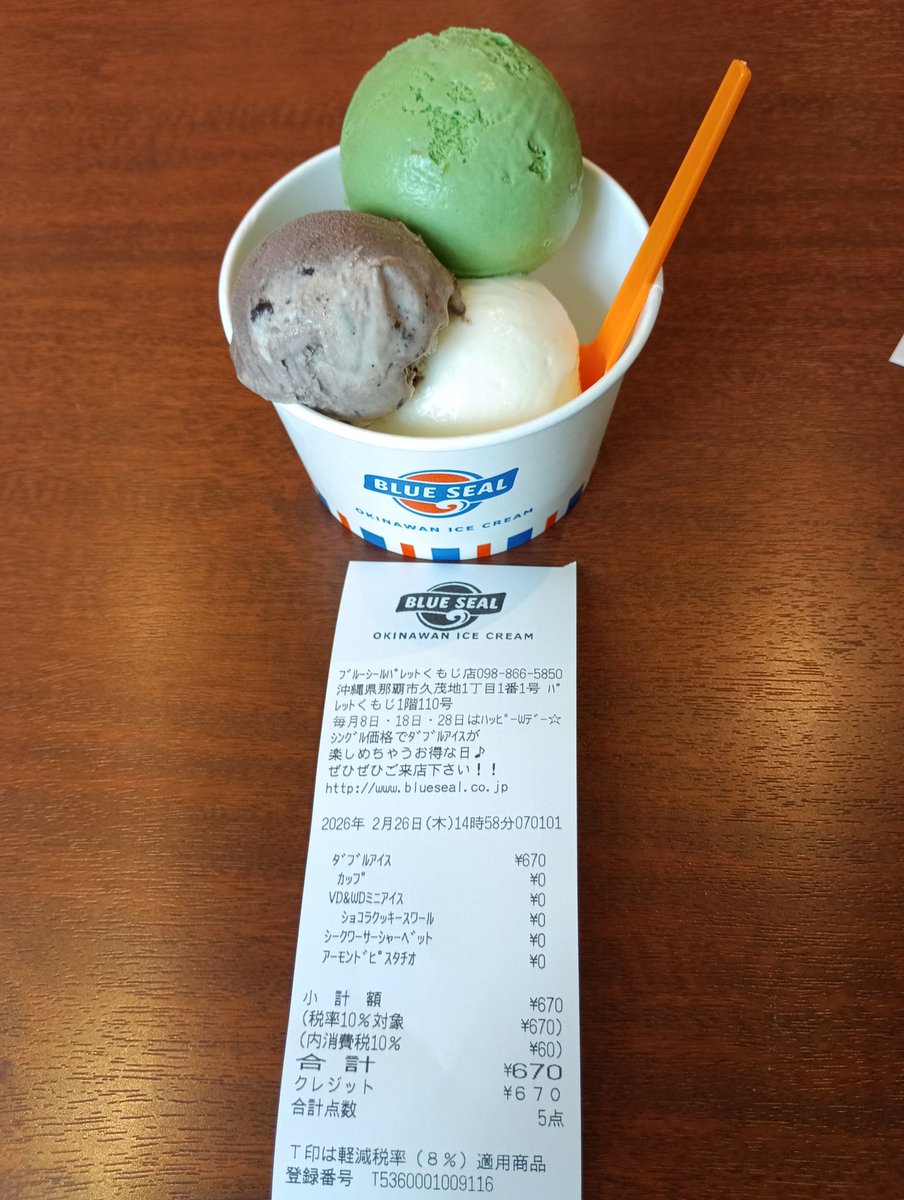 BLUE SEAL
OKINAWAN ICE CREAM
BLUE SEAL
OKINAWAN ICE CREAM
ﾌﾞﾙｰｼｰﾙﾊﾟﾚｯﾄくもじ店098-866-5850
沖縄県那覇市久茂地1丁目1番1号 ﾊﾟ
ﾚｯﾄくもじ1階110号
毎月8日・18日・28日はﾊｯﾋﾟｰWﾃﾞｰ☆
ｼﾝｸﾞﾙ価格でﾀﾞﾌﾞﾙｱｲｽが
楽しめちゃうお得な日♪
ぜひぜひご来店下さい！！
http://www.blueseal.co.jp
2026年 2月26日(木)14時58分070101
ﾀﾞﾌﾞﾙｱｲｽ ¥670
ｶｯﾌﾟ ¥0
VD&WDﾐﾆｱｲｽ ¥0
ｼｮｺﾗｸｯｷｰｽﾜｰﾙ ¥0
ｼｰｸﾜｰｻｰｼｬｰﾍﾞｯﾄ ¥0
ｱｰﾓﾝﾄﾞﾋﾟｽﾀﾁｵ ¥0
小 計 額 ¥670
(税率10%対象 ¥670)
(内消費税10% ¥60)
合 計 ¥670
クレジット ¥６７０
合計点数 5点
Ｔ印は軽減税率（８％）適用商品
登録番号 T5360001009116